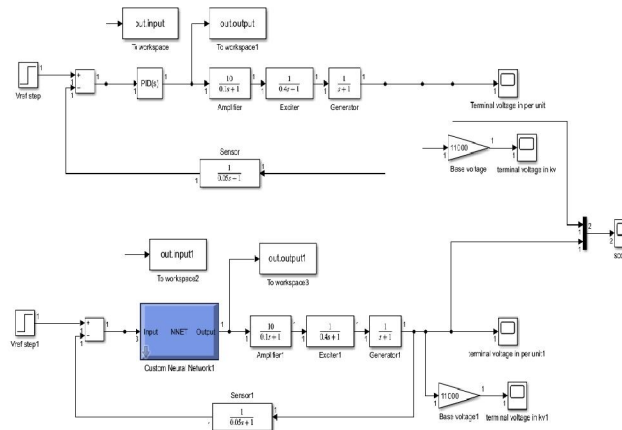 out.input
To workspace
out.output
To workspace1
Vref step
PID(s)
10
0.1s+1
Amplifier
1
0.4s-1
Exciter
1
s+1
Generator
Terminal voltage in per unit
Sensor
1
0.05s-1
11000
Base voltage
terminal voltage in kv
out.input1
To workspace2
out.output1
To workspace3
Vref step1
Input NNET Output
Custom Neural Network1
10
0.1s+1
Amplifier1
1
0.4s+1
Exciter1
1
s+1
Generator1
terminal voltage in per unit1
Sensor1
1
0.05s+1
11000
Base voltage1
terminal voltage in kv1